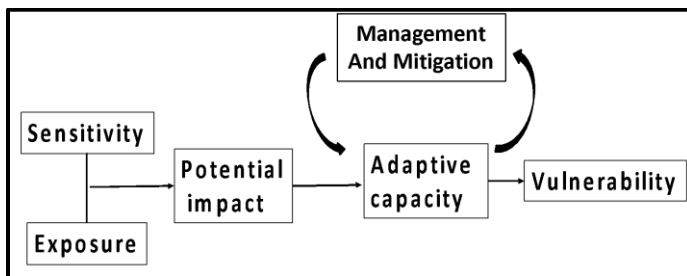 Management
And Mitigation
Sensitivity
Potential
impact
Adaptive
capacity
Vulnerability
Exposure